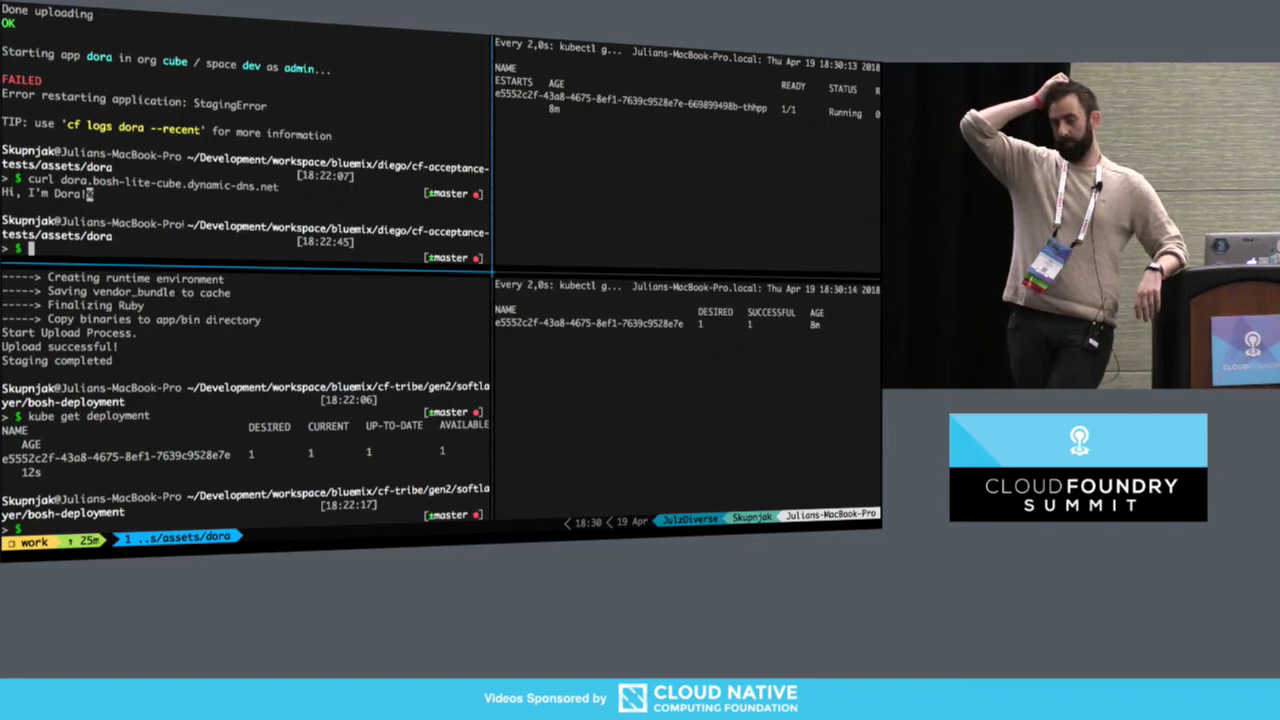 Done uploading
OK
Starting app dora in org cube / space dev as admin...
FAILED
Error restarting application: StagingError
TIP: use 'cf logs dora --recent' for more information
Skupnjak@Julians-MacBook-Pro ~/Development/workspace/bluemix/diego/cf-acceptance-
tests/assets/dora [18:22:07]
> $ curl dora.bosh-lite-cube.dynamic-dns.net [±master ●]
Hi, I'm Dora!%
Skupnjak@Julians-MacBook-Pro ~/Development/workspace/bluemix/diego/cf-acceptance-
tests/assets/dora [18:22:45]
> $ [±master ●]
-----> Creating runtime environment
-----> Saving vendor_bundle to cache
-----> Finalizing Ruby
-----> Copy binaries to app/bin directory
Start Upload Process.
Upload successful!
Staging completed
Skupnjak@Julians-MacBook-Pro ~/Development/workspace/bluemix/cf-tribe/gen2/softla
yer/bosh-deployment [18:22:06]
> $ kube get deployment [±master ●]
NAME DESIRED CURRENT UP-TO-DATE AVAILABLE
AGE
e5552c2f-43a8-4675-8ef1-7639c9528e7e 1 1 1 1
12s
Skupnjak@Julians-MacBook-Pro ~/Development/workspace/bluemix/cf-tribe/gen2/softla
yer/bosh-deployment [18:22:17]
> $ [±master ●]
work ↑ 25m 1 ..s/assets/dora
Every 2,0s: kubectl g... Julians-MacBook-Pro.local: Thu Apr 19 18:30:13 2018
NAME READY STATUS R
ESTARTS AGE
e5552c2f-43a8-4675-8ef1-7639c9528e7e-669899498b-thhpp 1/1 Running 0
8m
Every 2,0s: kubectl g... Julians-MacBook-Pro.local: Thu Apr 19 18:30:14 2018
NAME DESIRED SUCCESSFUL AGE
e5552c2f-43a8-4675-8ef1-7639c9528e7e 1 1 8m
18:30 19 Apr JulzDiverse Skupnjak Julians-MacBook-Pro
CLOUD FOUNDRY
CLOUD FOUNDRY
SUMMIT
Videos Sponsored by
CLOUD NATIVE
COMPUTING FOUNDATION